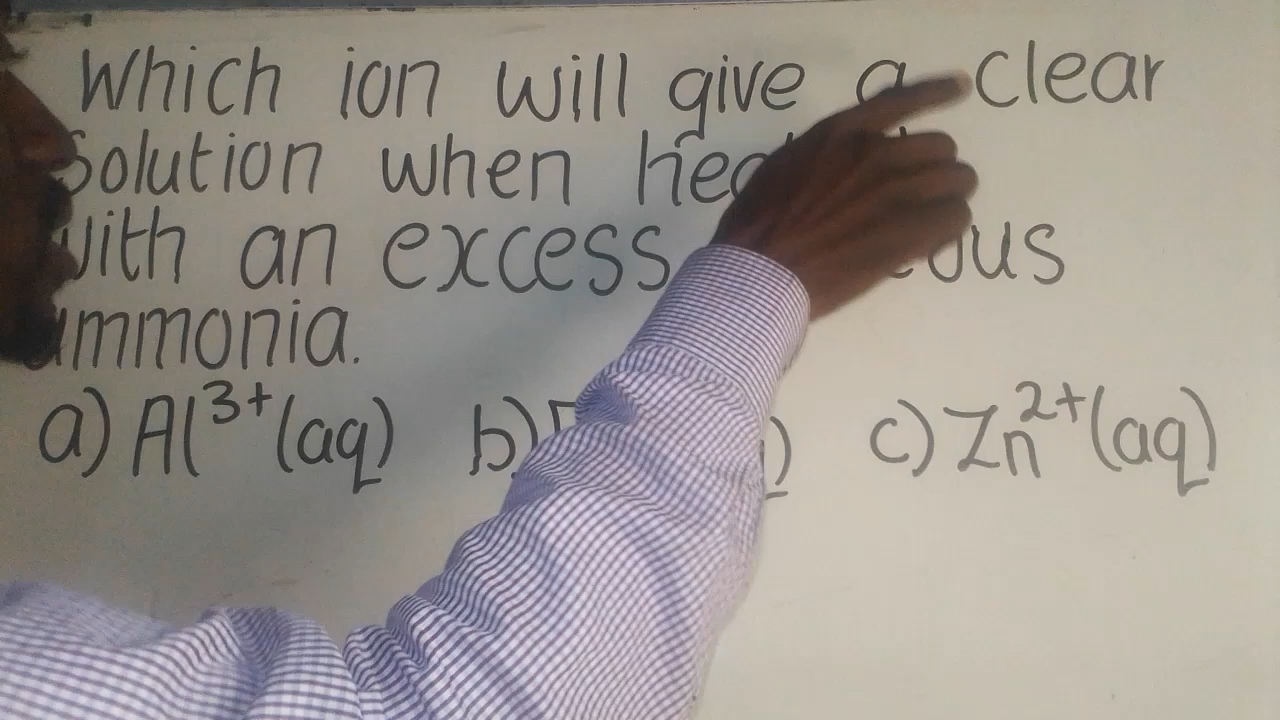 Which ion will give a clear
Solution when
with an excess
ammonia.
a) Al³⁺(aq) b) c) Zn²⁺(aq)